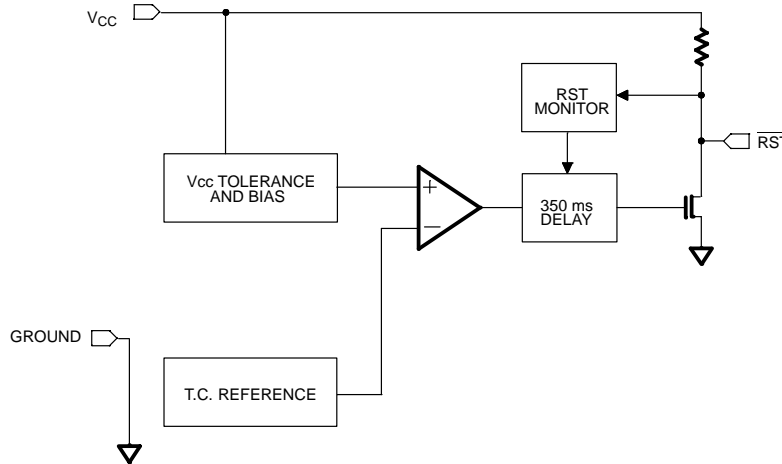 VCC
RST
MONITOR
RST
Vcc TOLERANCE
AND BIAS
+
−
350 ms
DELAY
GROUND
T.C. REFERENCE